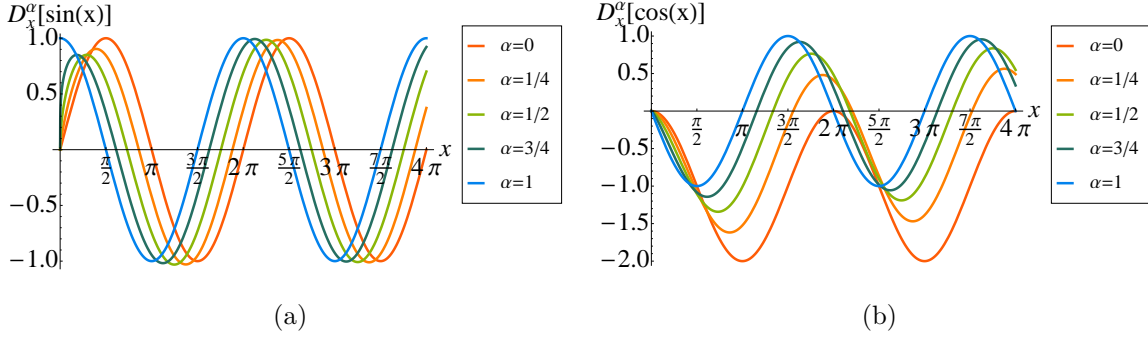 D_x^α[sin(x)]
1.0
0.5
−0.5
−1.0
π/2
π
3π/2
2π
5π/2
3π
7π/2
4π
x
α=0
α=1/4
α=1/2
α=3/4
α=1
(a)
D_x^α[cos(x)]
1.0
0.5
−0.5
−1.0
−1.5
−2.0
π/2
π
3π/2
2π
5π/2
3π
7π/2
4π
x
α=0
α=1/4
α=1/2
α=3/4
α=1
(b)